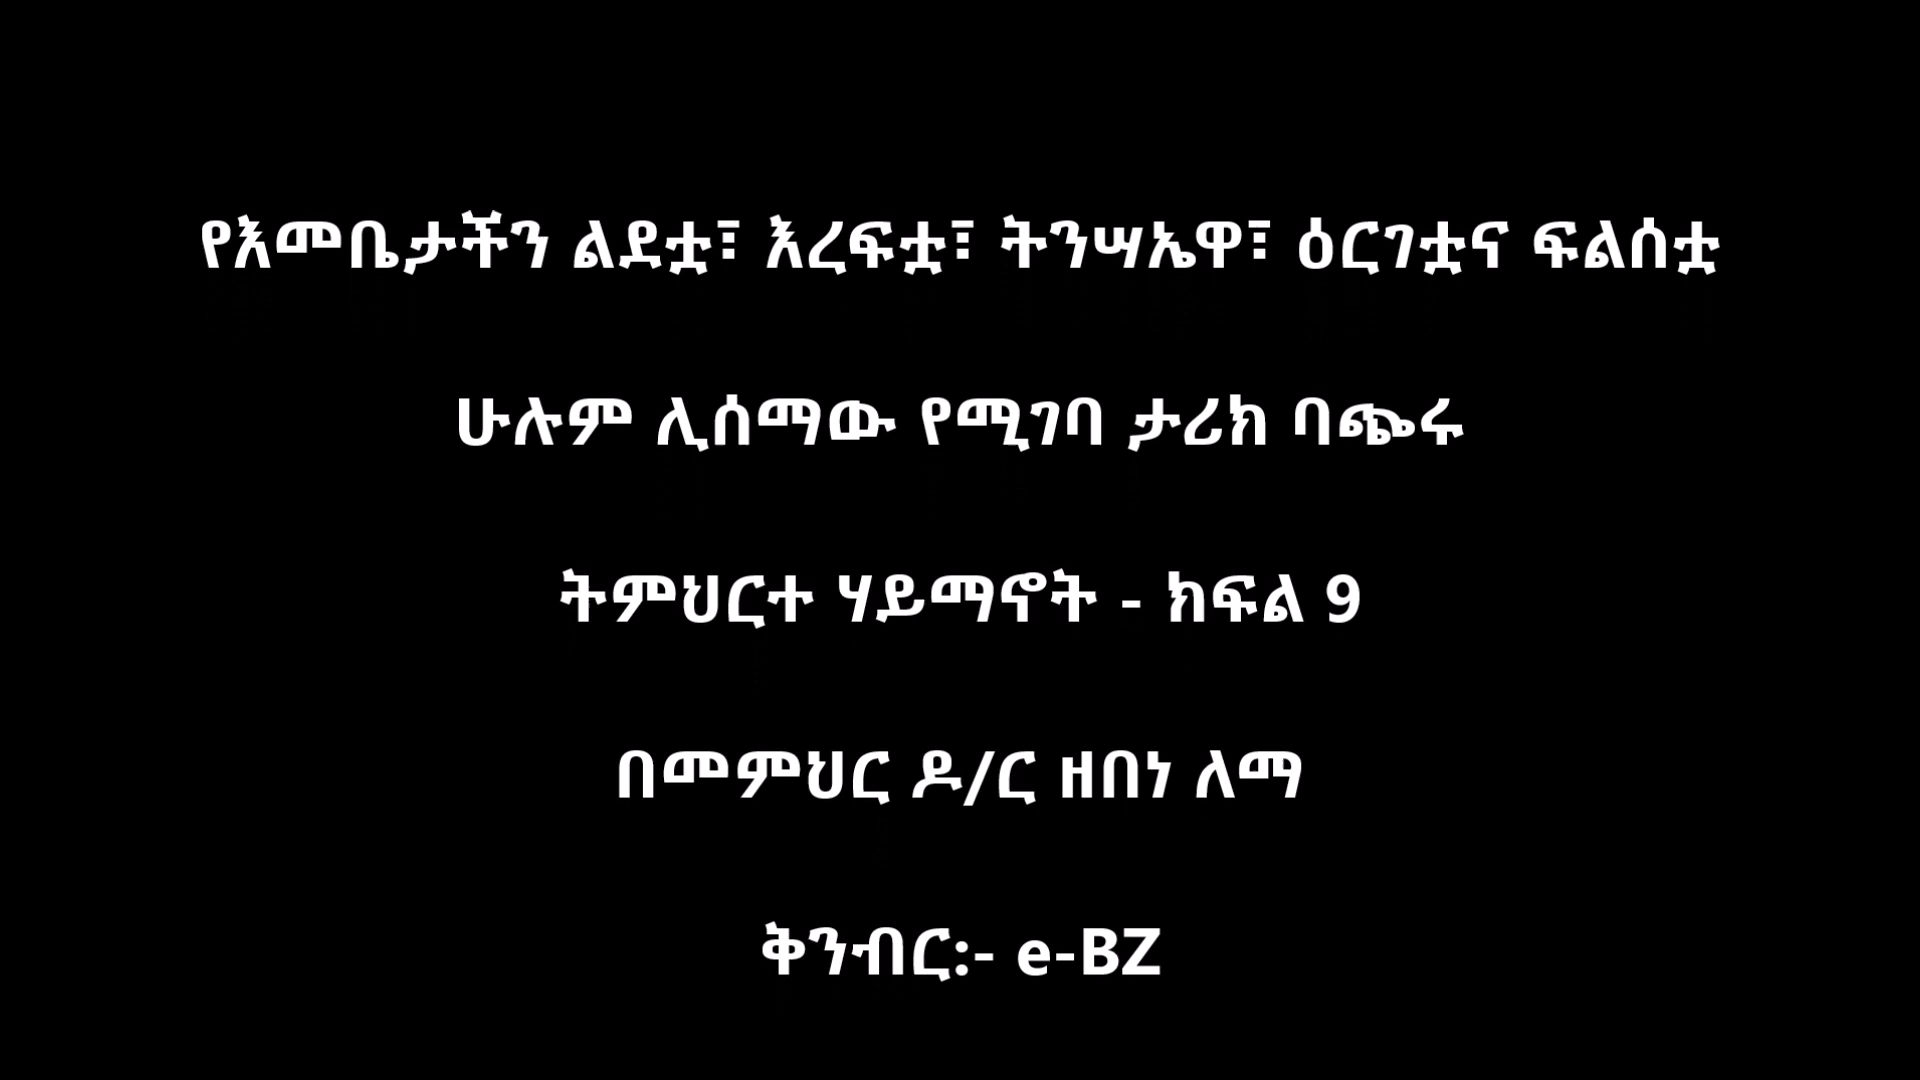 የእመቤታችን ልደቷ፣ እረፍቷ፣ ትንሣኤዋ፣ ዕርገቷና ፍልሰቷ
ሁሉም ሊሰማው የሚገባ ታሪክ ባጭሩ
ትምህርተ ሃይማኖት - ክፍል 9
በመምህር ዶ/ር ዘበነ ለማ
ቅንብር:- e-BZ